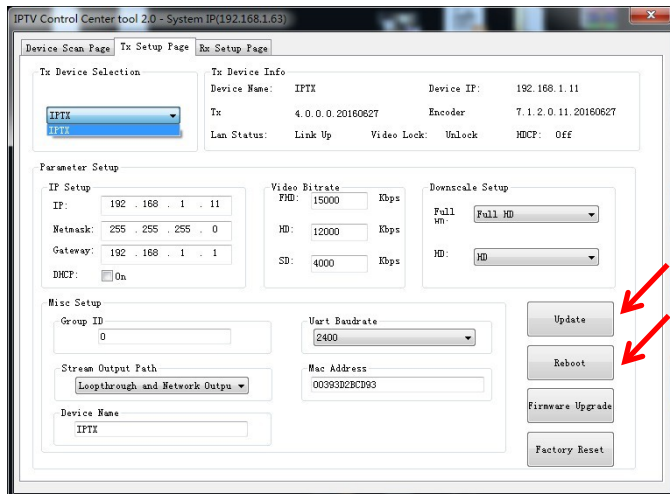 IPTV Control Center tool 2.0 - System IP(192.168.1.63)
Device Scan Page Tx Setup Page Rx Setup Page
Tx Device Selection
IPTX
IPTX
Tx Device Info
Device Name: IPTX Device IP: 192.168.1.11
Tx 4.0.0.0.20160627 Encoder 7.1.2.0.11.20160627
Lan Status: Link Up Video Lock: Unlock HDCP: Off
Parameter Setup
IP Setup
IP: 192 . 168 . 1 . 11
Netmask: 255 . 255 . 255 . 0
Gateway: 192 . 168 . 1 . 1
DHCP: On
Video Bitrate
FHD: 15000 Kbps
HD: 12000 Kbps
SD: 4000 Kbps
Downscale Setup
Full HD: Full HD
HD: HD
Misc Setup
Group ID
0
Uart Baudrate
2400
Stream Output Path
Loopthrough and Network Outpu
Mac Address
00393D2BCD93
Device Name
IPTX
Update
Reboot
Firmware Upgrade
Factory Reset